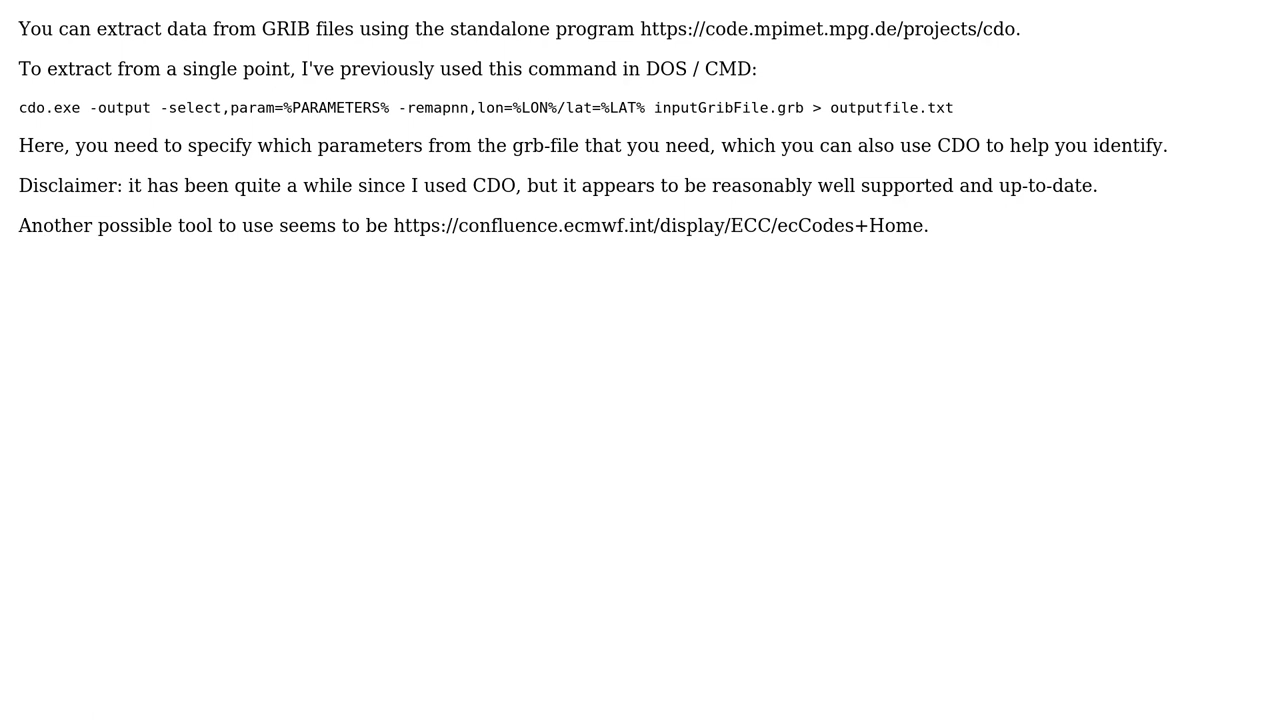 You can extract data from GRIB files using the standalone program https://code.mpimet.mpg.de/projects/cdo.
To extract from a single point, I've previously used this command in DOS / CMD:
cdo.exe -output -select,param=%PARAMETERS% -remapnn,lon=%LON%/lat=%LAT% inputGribFile.grb > outputfile.txt
Here, you need to specify which parameters from the grb-file that you need, which you can also use CDO to help you identify.
Disclaimer: it has been quite a while since I used CDO, but it appears to be reasonably well supported and up-to-date.
Another possible tool to use seems to be https://confluence.ecmwf.int/display/ECC/ecCodes+Home.